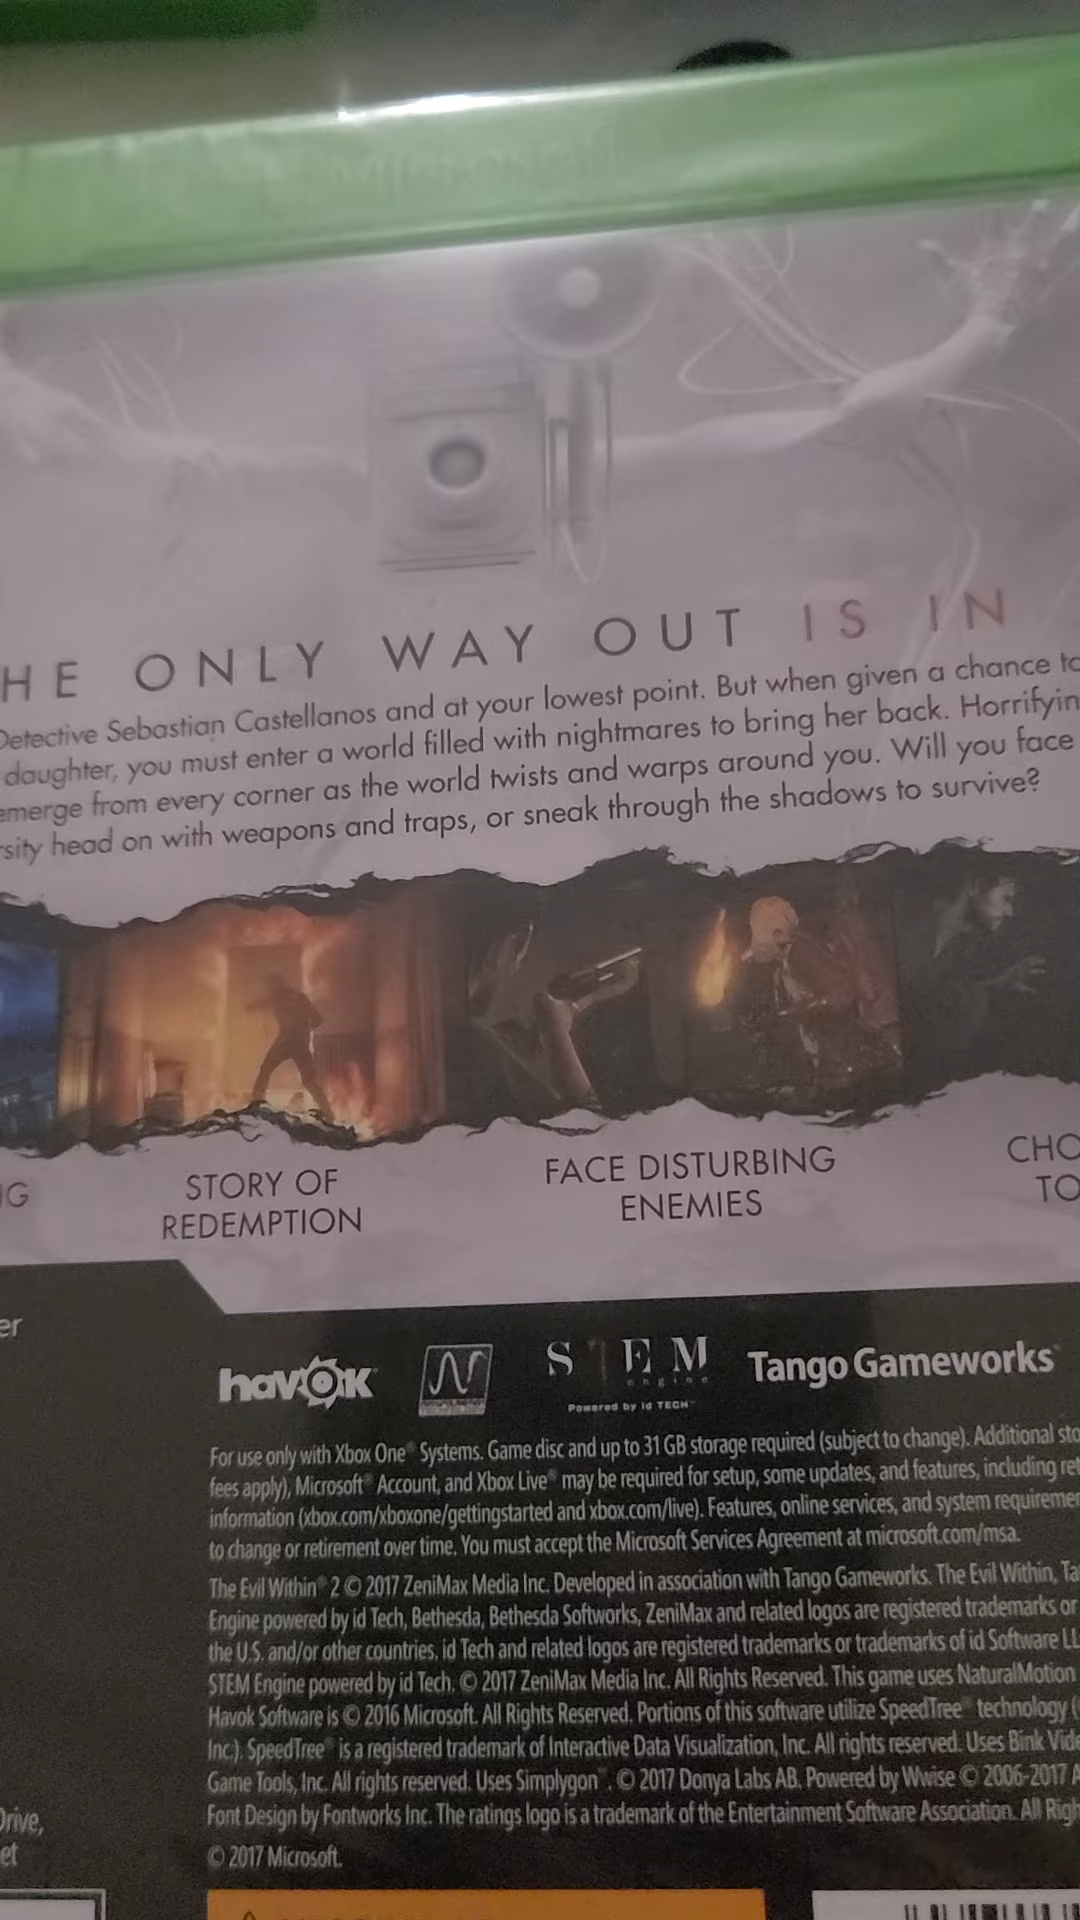 Microsoft
HE ONLY WAY OUT IS IN
Detective Sebastian Castellanos and at your lowest point. But when given a chance to
daughter, you must enter a world filled with nightmares to bring her back. Horrifyin
emerge from every corner as the world twists and warps around you. Will you face
rsity head on with weapons and traps, or sneak through the shadows to survive?
NG
STORY OF
REDEMPTION
FACE DISTURBING
ENEMIES
CHO
TO
er
havok
STEM
engine
Powered by id TECH
Tango Gameworks
For use only with Xbox One® Systems. Game disc and up to 31 GB storage required (subject to change). Additional sto
fees apply), Microsoft® Account, and Xbox Live® may be required for setup, some updates, and features, including ret
information (xbox.com/xboxone/gettingstarted and xbox.com/live). Features, online services, and system requiremen
to change or retirement over time. You must accept the Microsoft Services Agreement at microsoft.com/msa.
The Evil Within® 2 © 2017 ZeniMax Media Inc. Developed in association with Tango Gameworks. The Evil Within, Ta
Engine powered by id Tech, Bethesda, Bethesda Softworks, ZeniMax and related logos are registered trademarks or
the U.S. and/or other countries. id Tech and related logos are registered trademarks or trademarks of id Software LL
STEM Engine powered by id Tech. © 2017 ZeniMax Media Inc. All Rights Reserved. This game uses NaturalMotion
Havok Software is © 2016 Microsoft. All Rights Reserved. Portions of this software utilize SpeedTree® technology (
Inc.). SpeedTree® is a registered trademark of Interactive Data Visualization, Inc. All rights reserved. Uses Bink Vide
Game Tools, Inc. All rights reserved. Uses Simplygon™. © 2017 Donya Labs AB. Powered by Wwise © 2006-2017 A
Font Design by Fontworks Inc. The ratings logo is a trademark of the Entertainment Software Association. All Righ
© 2017 Microsoft.
Drive,
et